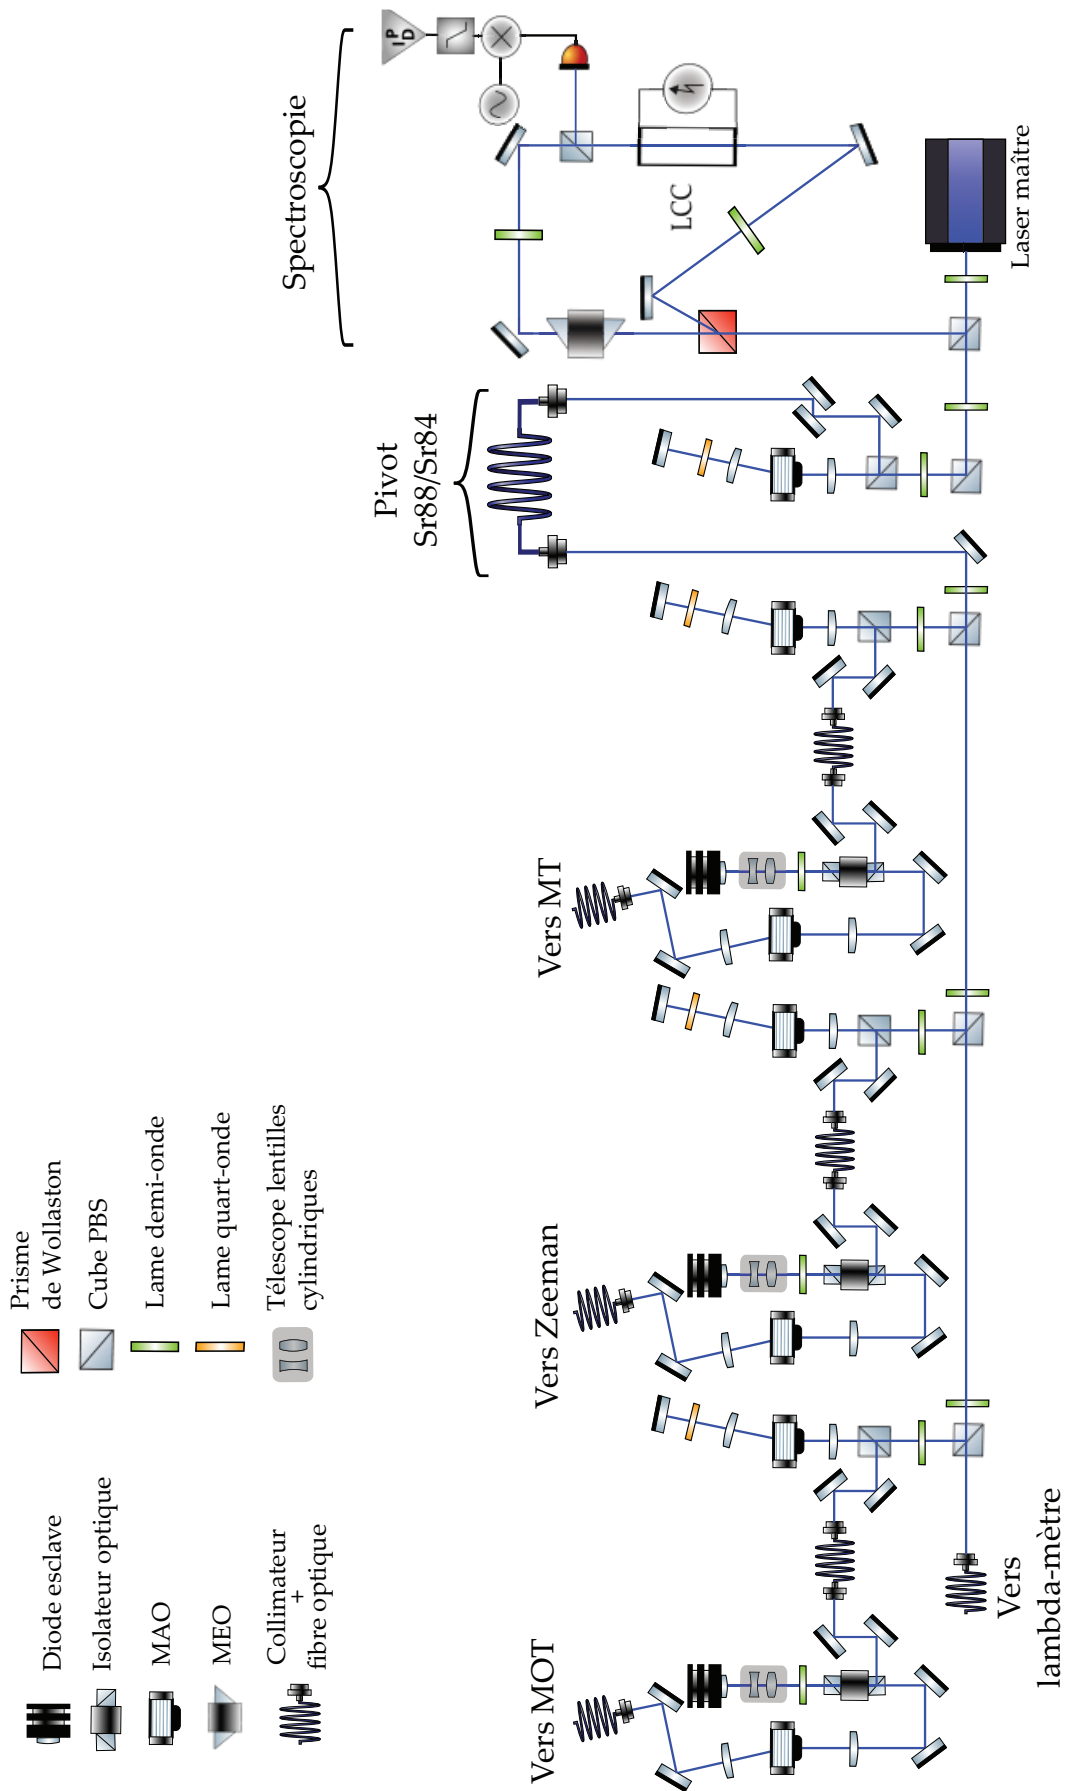 Spectroscopie
P
I
D
LCC
Laser maître
Pivot
Sr88/Sr84
Vers MT
Vers Zeeman
Vers MOT
Vers
lambda-mètre
Diode esclave
Isolateur optique
MAO
MEO
Collimateur
+
fibre optique
Prisme
de Wollaston
Cube PBS
Lame demi-onde
Lame quart-onde
Télescope lentilles
cylindriques